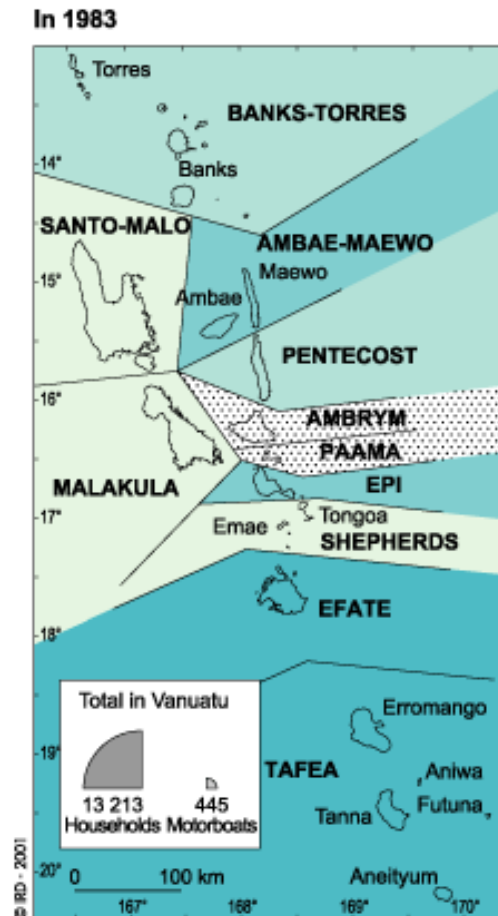 In 1983
Torres
BANKS-TORRES
14°
Banks
SANTO-MALO
AMBAE-MAEWO
Maewo
15°
Ambae
PENTECOST
16°
AMBRYM
PAAMA
MALAKULA
EPI
17°
Tongoa
Emae
SHEPHERDS
EFATE
18°
Total in Vanuatu
Erromango
19°
TAFEA
Aniwa
13 213
445
Futuna
Households
Motorboats
Tanna
20°
0
100 km
Aneityum
167°
168°
169°
170°
© IRD - 2001